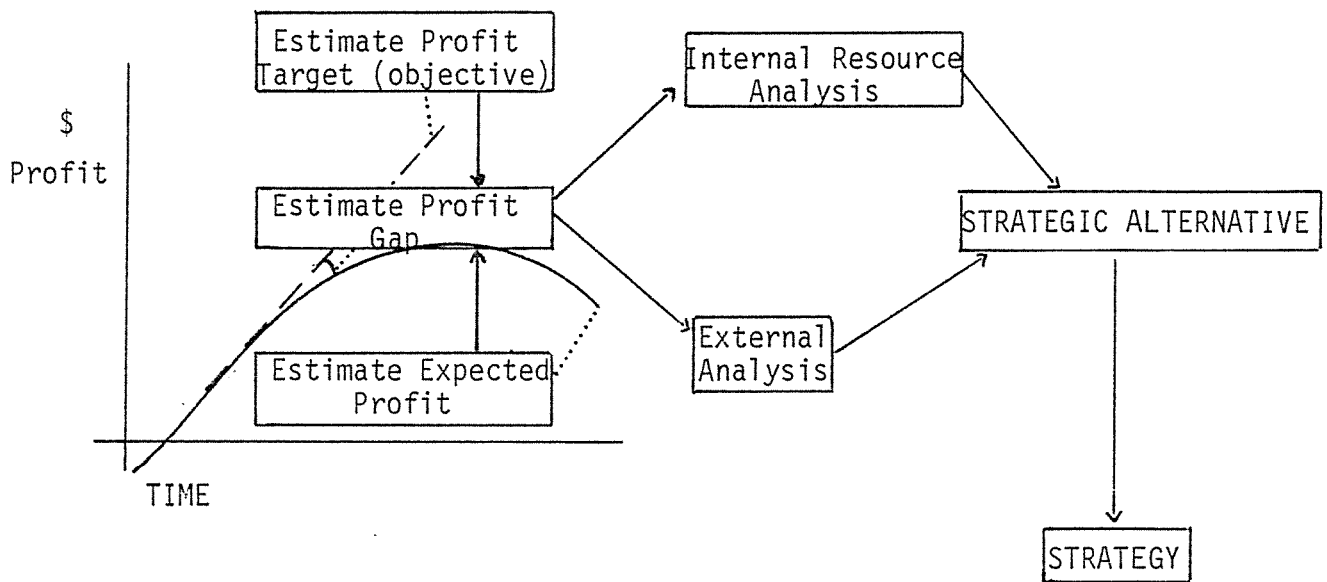 Estimate Profit
Target (objective)
Internal Resource
Analysis
$
Profit
Estimate Profit
Gap
STRATEGIC ALTERNATIVE
External
Analysis
Estimate Expected
Profit
TIME
STRATEGY